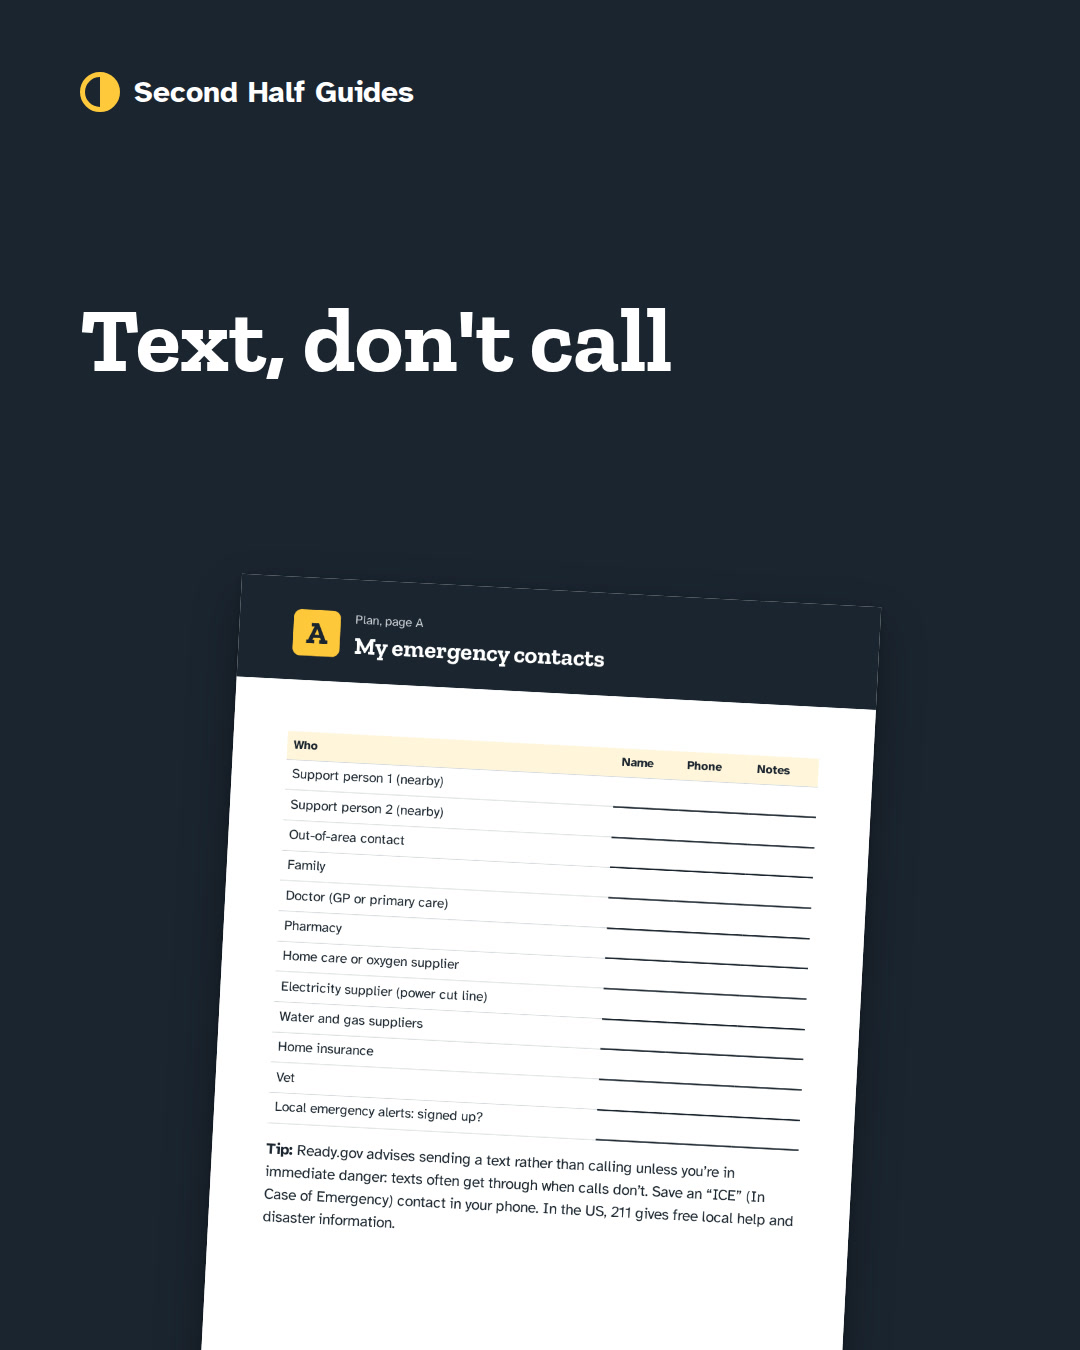 Second Half Guides
Text, don't call
A
Plan, page A
My emergency contacts
Who Name Phone Notes
Support person 1 (nearby)
Support person 2 (nearby)
Out-of-area contact
Family
Doctor (GP or primary care)
Pharmacy
Home care or oxygen supplier
Electricity supplier (power cut line)
Water and gas suppliers
Home insurance
Vet
Local emergency alerts: signed up?
Tip: Ready.gov advises sending a text rather than calling unless you’re in
immediate danger: texts often get through when calls don’t. Save an “ICE” (In
Case of Emergency) contact in your phone. In the US, 211 gives free local help and
disaster information.